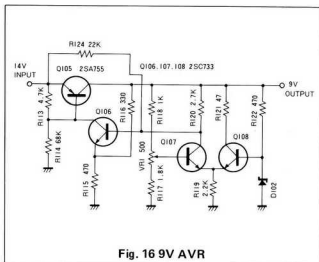 R124 22K
14V
INPUT
Q105 2SA755
Q106,107,108 2SC733
9V
OUTPUT
R113 4.7K
Q106
R116 330
R118 1K
R120 2.7K
R121 47
R122 470
R114 68K
Q107
Q108
VR1 500
R115 470
R117 1.8K
R119
2.2K
D102
Fig. 16 9V AVR